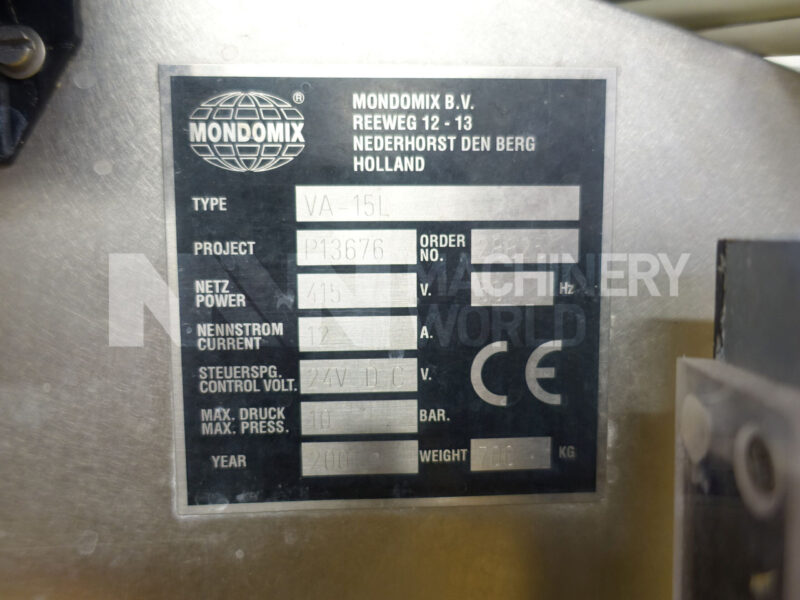 MONDOMIX ®
MONDOMIX B.V.
REEWEG 12 - 13
NEDERHORST DEN BERG
HOLLAND
TYPE VA-15L
PROJECT P13676 ORDER NO.
NETZ POWER 415 V. Hz
NENNSTROM CURRENT 12 A.
STEUERSPG. CONTROL VOLT. 24V DC V.
MAX. DRUCK MAX. PRESS. 10 BAR.
YEAR WEIGHT KG
CE
MACHINERY
WORLD